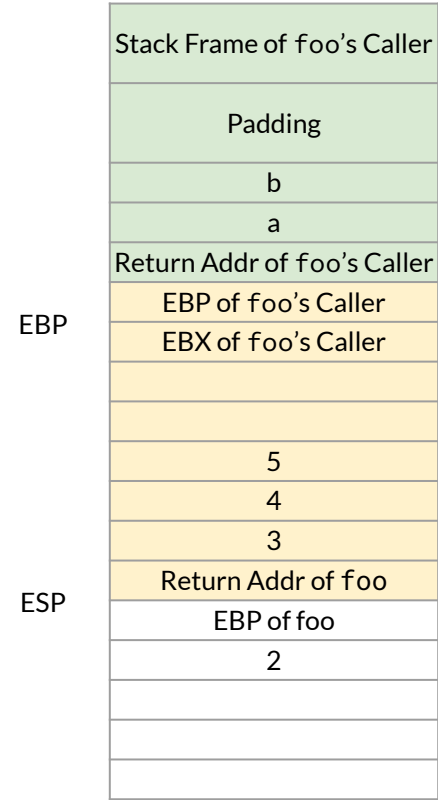 Stack Frame of foo’s Caller
Padding
b
a
Return Addr of foo’s Caller
EBP of foo’s Caller
EBP
EBX of foo’s Caller
5
4
3
Return Addr of foo
ESP
EBP of foo
2